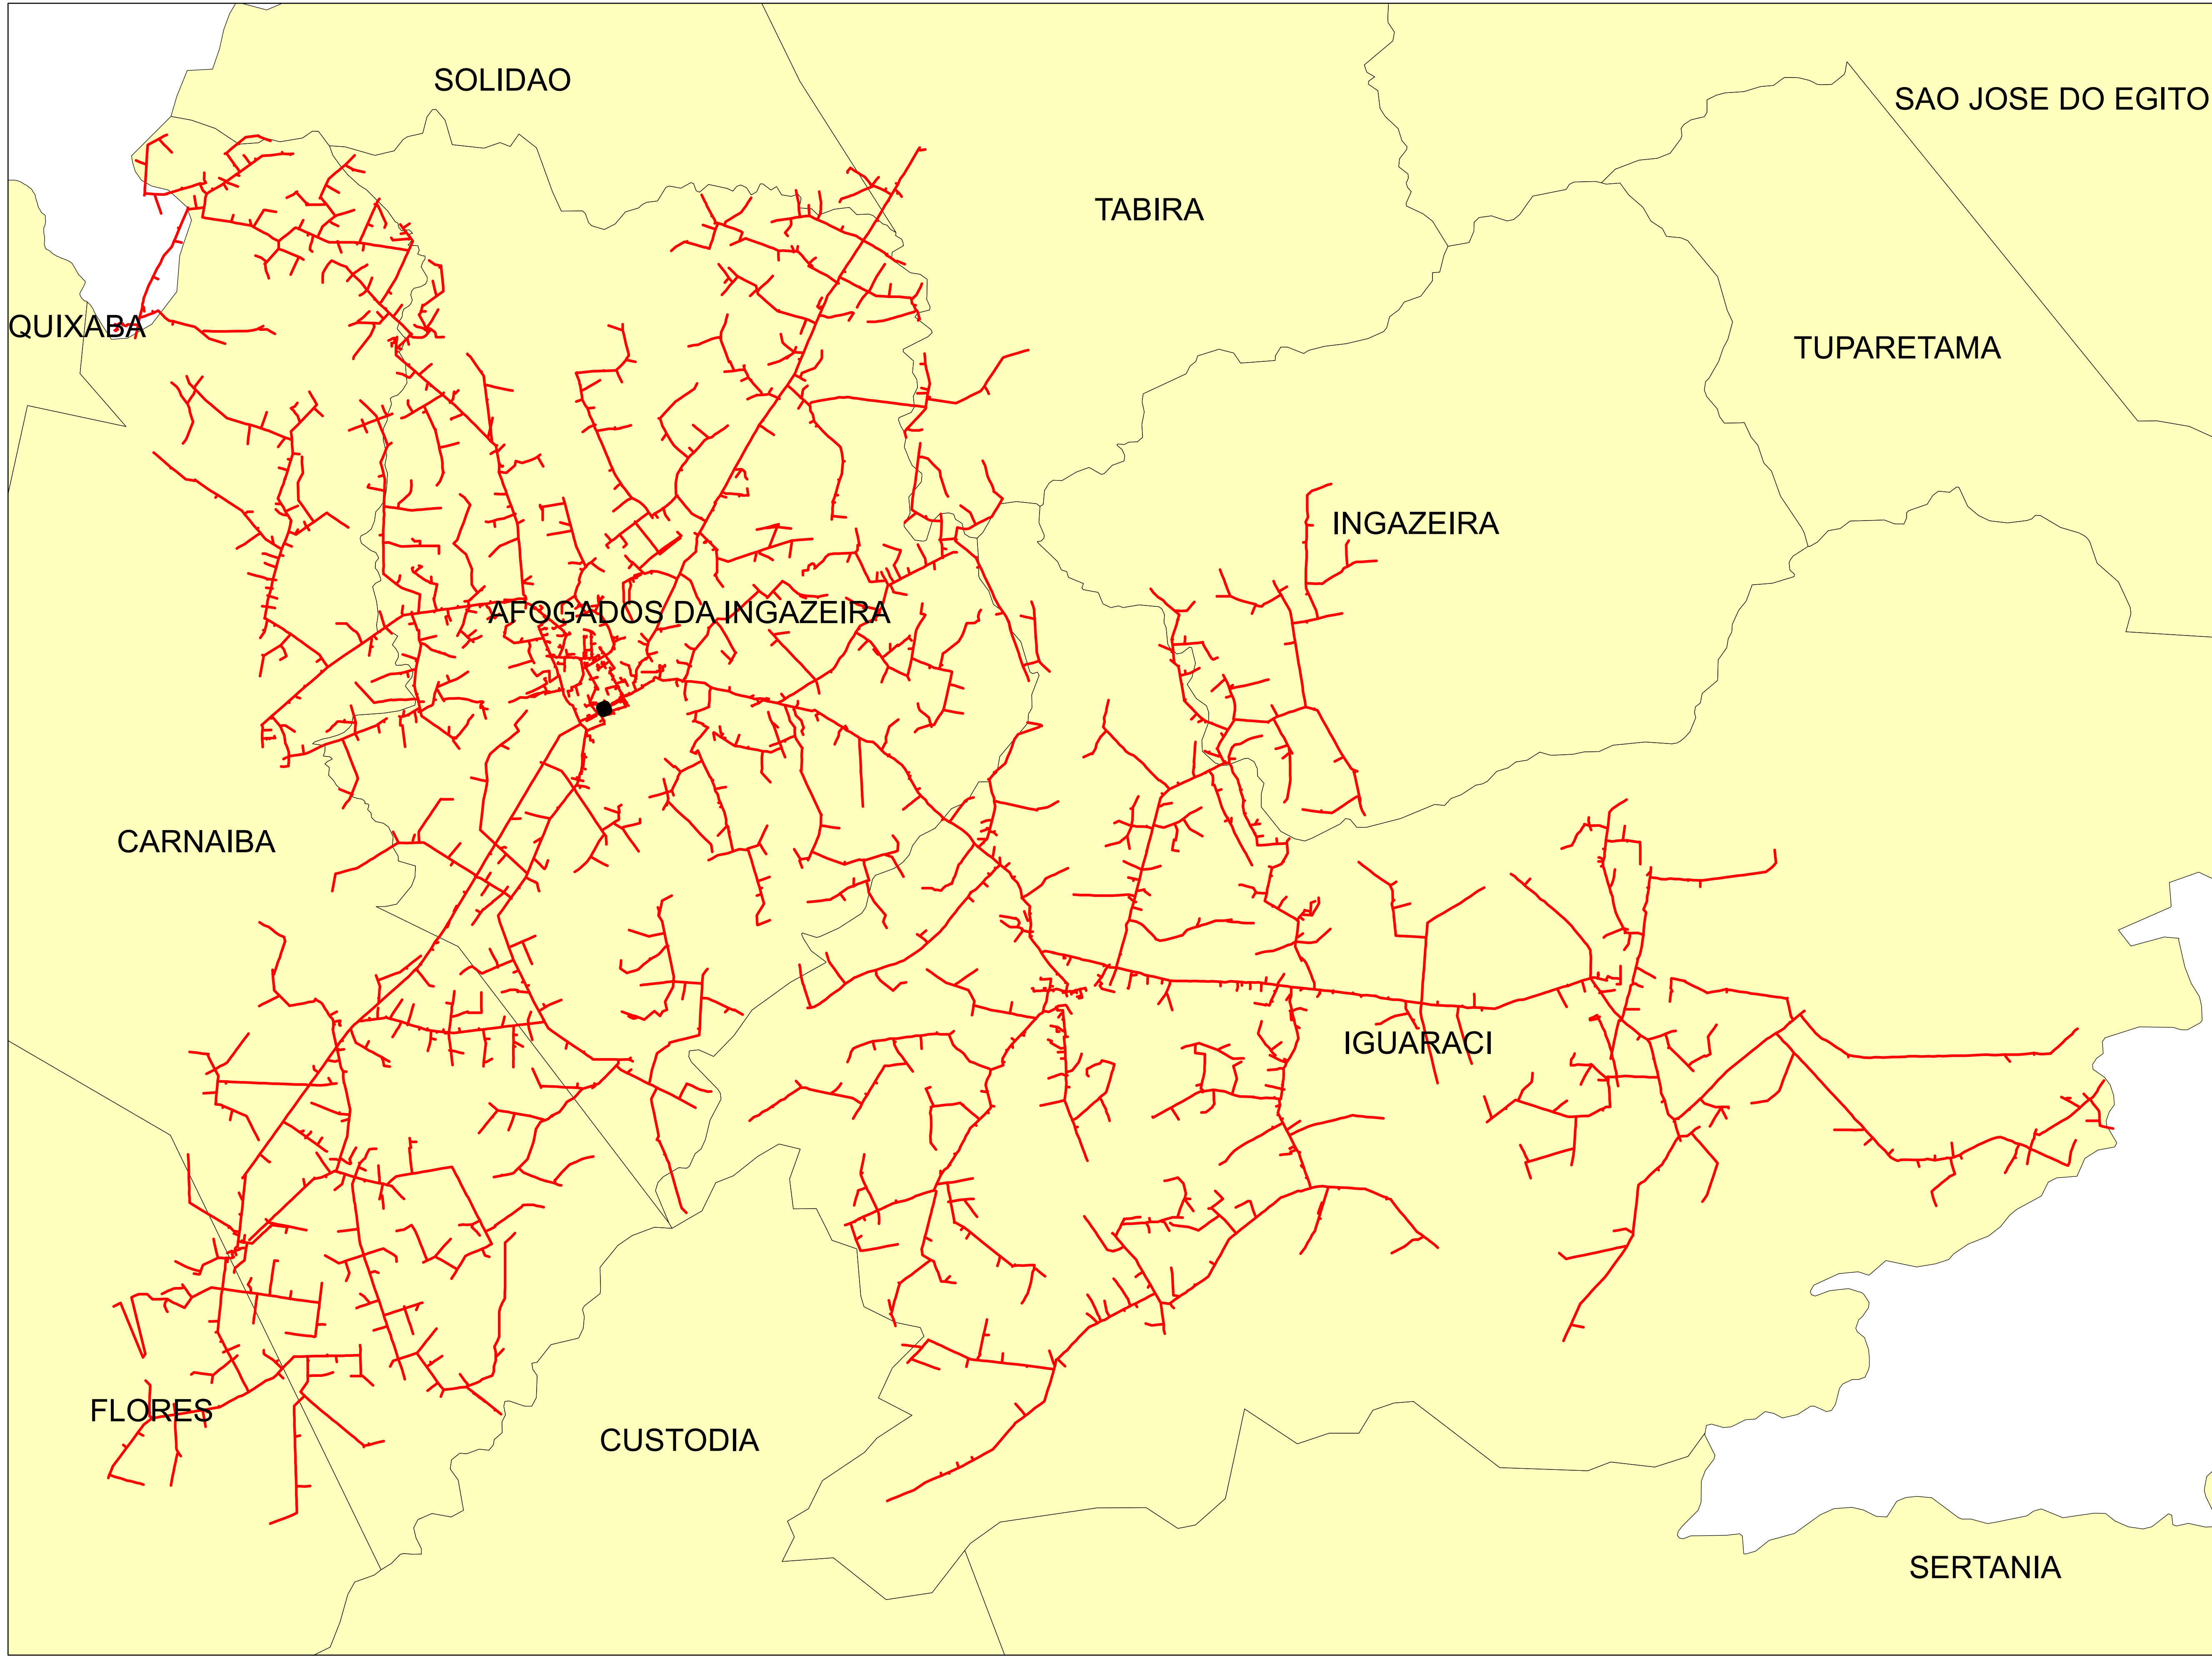 SOLIDAO
SAO JOSE DO EGITO
TABIRA
QUIXABA
TUPARETAMA
INGAZEIRA
AFOGADOS DA INGAZEIRA
CARNAIBA
IGUARACI
FLORES
CUSTODIA
SERTANIA